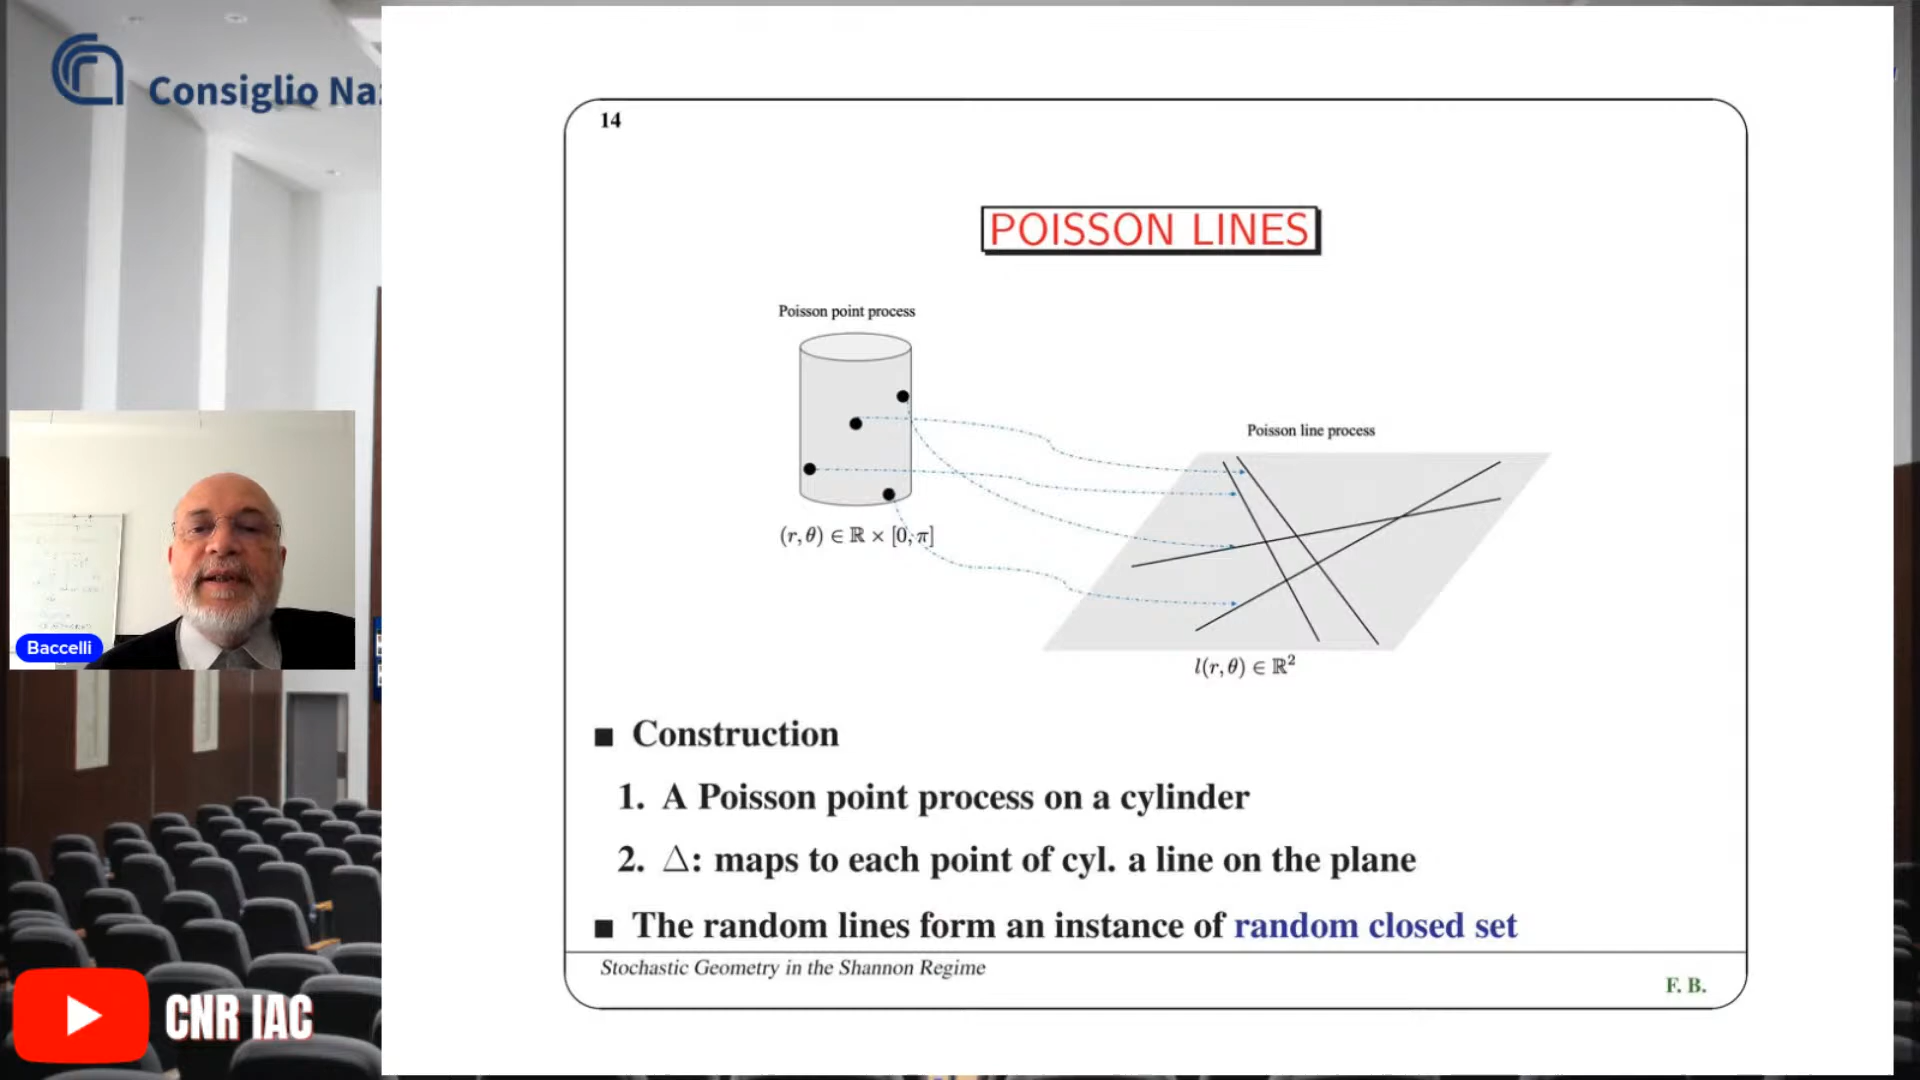 Consiglio Naz
14
POISSON LINES
Poisson point process
Poisson line process
(r, θ) ∈ ℝ × [0, π]
l(r, θ) ∈ ℝ²
Baccelli
■ Construction
1. A Poisson point process on a cylinder
2. Δ: maps to each point of cyl. a line on the plane
■ The random lines form an instance of random closed set
Stochastic Geometry in the Shannon Regime
F. B.
CNR IAC